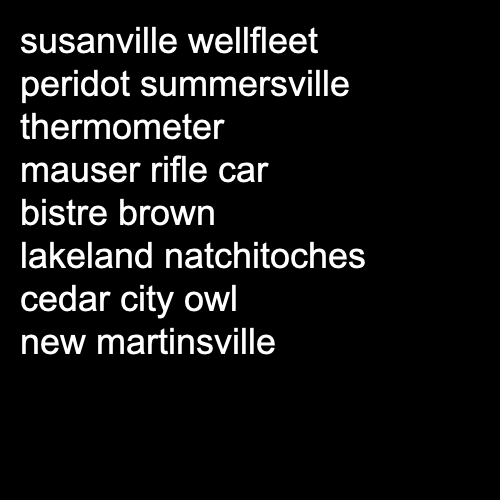 susanville wellfleet
peridot summersville
thermometer
mauser rifle car
bistre brown
lakeland natchitoches
cedar city owl
new martinsville